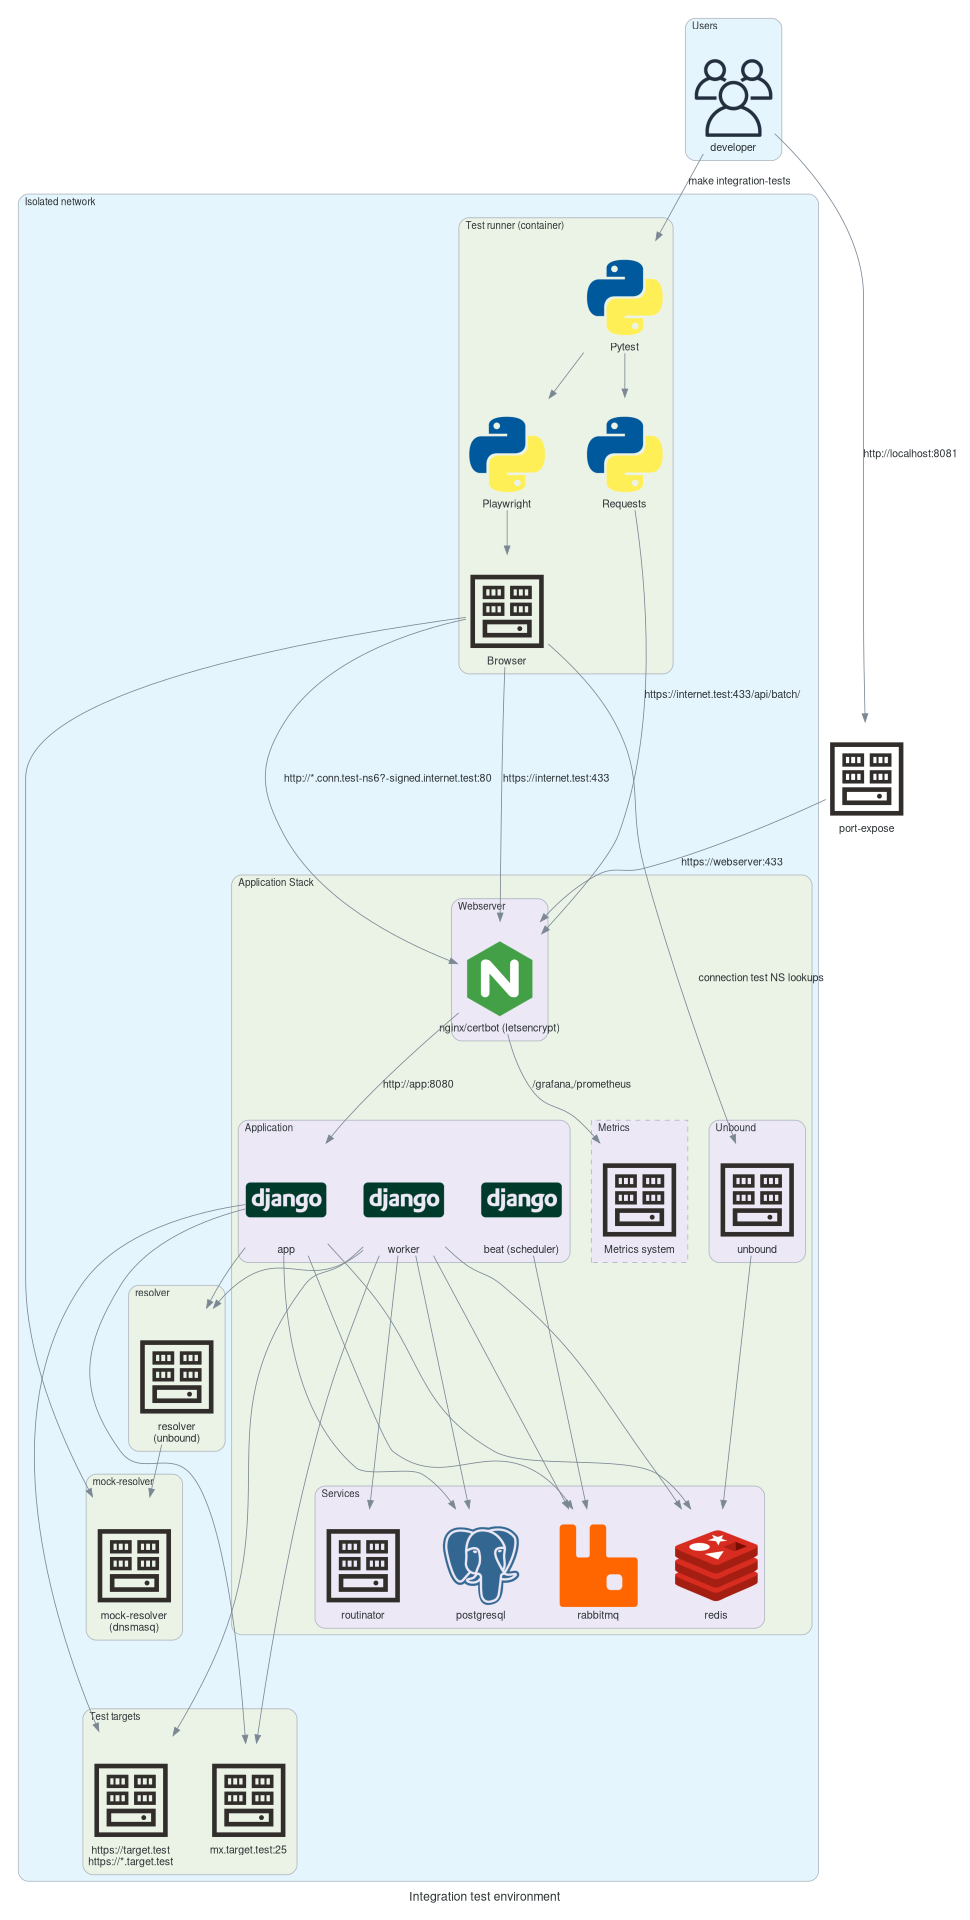 Users
developer
make integration-tests
Isolated network
Test runner (container)
Pytest
http://localhost:8081
Playwright
Requests
Browser
https://internet.test:433/api/batch/
http://*.conn.test-ns6?-signed.internet.test:80
https://internet.test:433
port-expose
https://webserver:433
Application Stack
Webserver
connection test NS lookups
nginx/certbot (letsencrypt)
http://app:8080
/grafana,/prometheus
Application
Metrics
Unbound
django
django
django
app
worker
beat (scheduler)
Metrics system
unbound
resolver
resolver
(unbound)
mock-resolver
Services
mock-resolver
(dnsmasq)
routinator
postgresql
rabbitmq
redis
Test targets
https://target.test
https://*.target.test
mx.target.test:25
Integration test environment